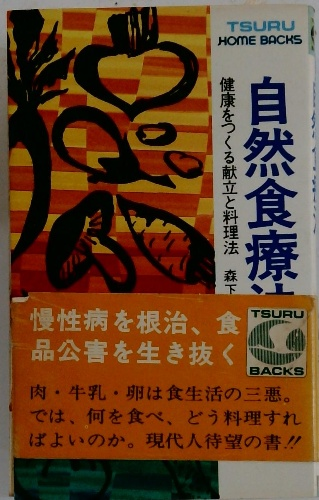 TSURU
HOME BACKS
自然食療法
健康をつくる献立と料理法
森下
慢性病を根治、食
品公害を生き抜く
TSURU
BACKS
肉・牛乳・卵は食生活の三悪。
では、何を食べ、どう料理すれ
ばよいのか。現代人待望の書!!